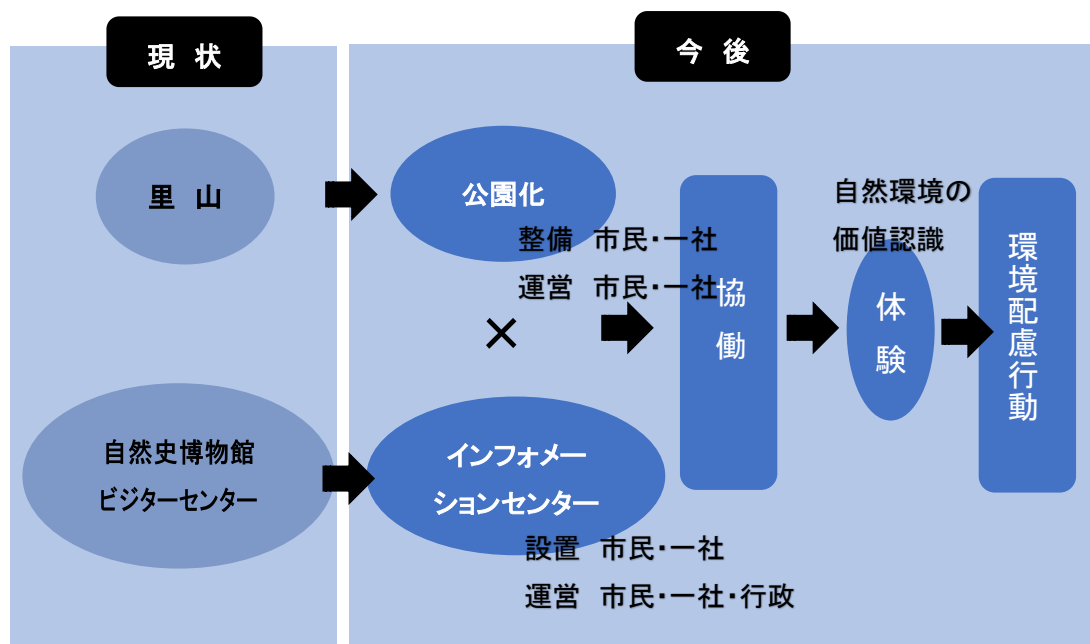 現 状
今 後
里 山
公園化
整備 市民・一社
運営 市民・一社
×
協働
自然環境の
価値認識
体験
環境配慮行動
自然史博物館
ビジターセンター
インフォメー
ションセンター
設置 市民・一社
運営 市民・一社・行政